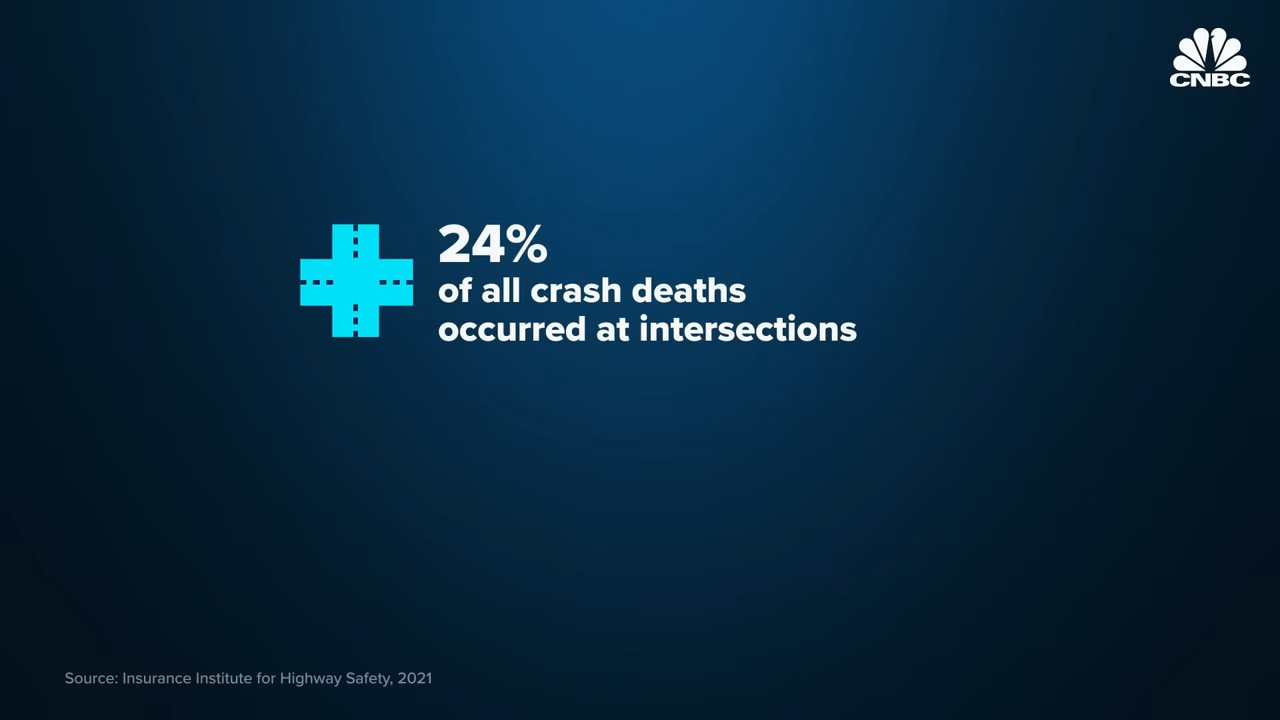 CNBC
24%
of all crash deaths
occurred at intersections
Source: Insurance Institute for Highway Safety, 2021